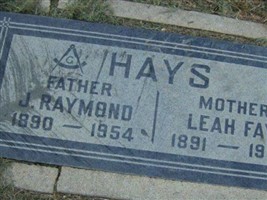 HAYS
FATHER
J. RAYMOND
1890 - 1954
MOTHER
LEAH
1891 -